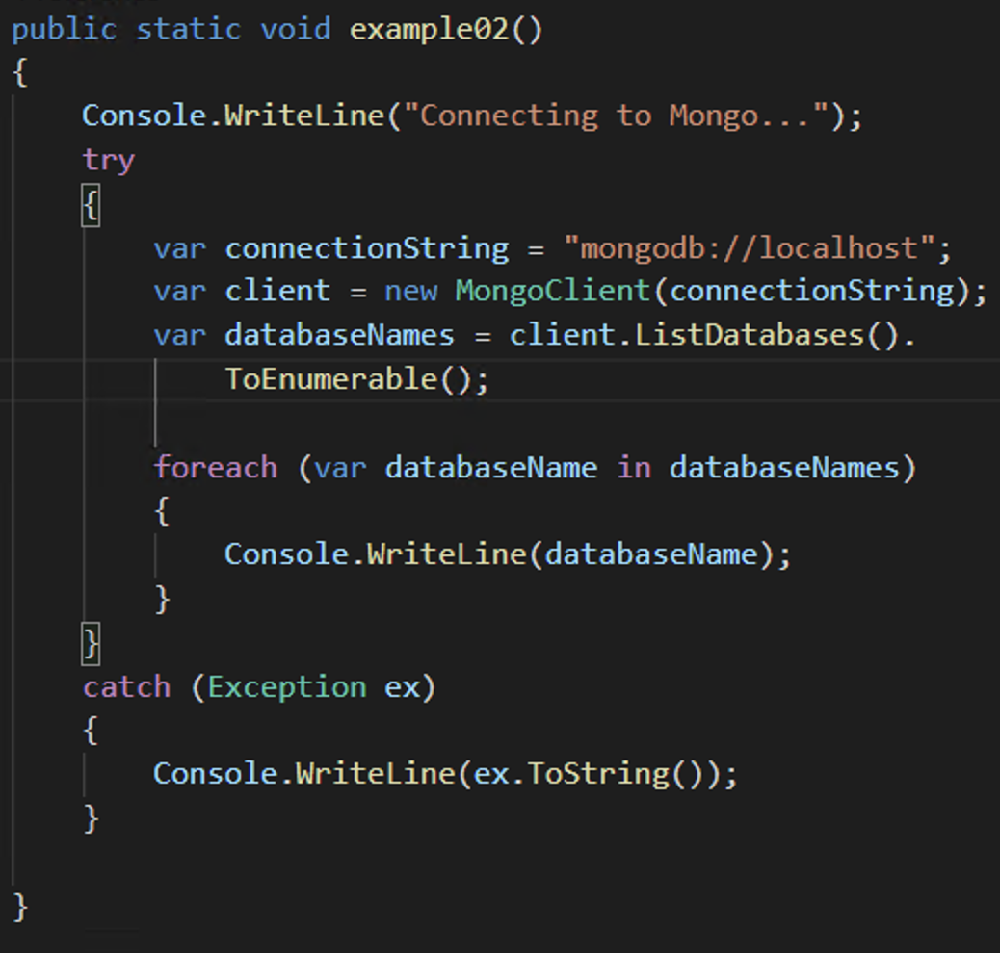 public static void example02()
{
    Console.WriteLine("Connecting to Mongo...");
    try
    {
        var connectionString = "mongodb://localhost";
        var client = new MongoClient(connectionString);
        var databaseNames = client.ListDatabases().
            ToEnumerable();
        foreach (var databaseName in databaseNames)
        {
            Console.WriteLine(databaseName);
        }
    }
    catch (Exception ex)
    {
        Console.WriteLine(ex.ToString());
    }
}